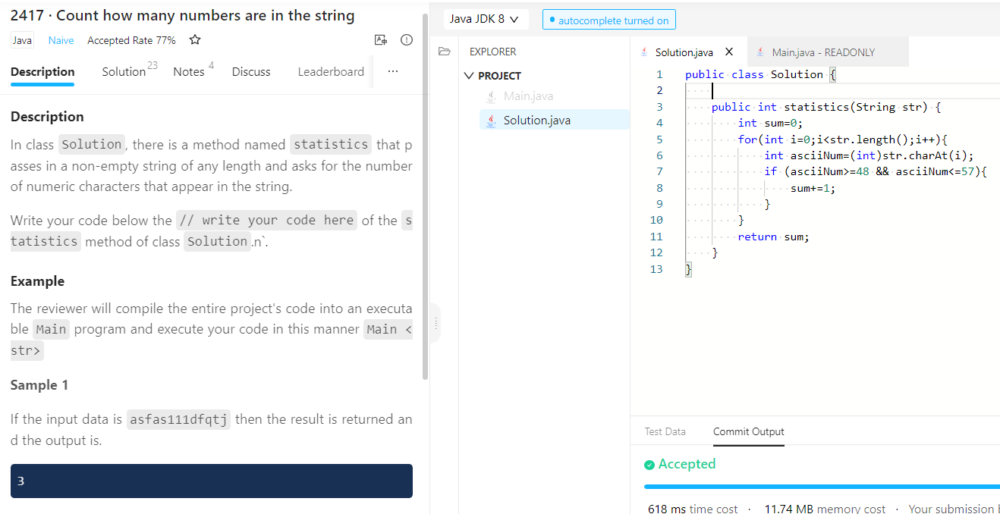 2417 · Count how many numbers are in the string
Java Naive Accepted Rate 77%
Description Solution 23 Notes 4 Discuss Leaderboard ...
Description
In class Solution, there is a method named statistics that p
asses in a non-empty string of any length and asks for the number
of numeric characters that appear in the string.
Write your code below the // write your code here of the s
tatistics method of class Solution.n`.
Example
The reviewer will compile the entire project's code into an executa
ble Main program and execute your code in this manner Main <
str>
Sample 1
If the input data is asfas111dfqtj then the result is returned an
d the output is.
3
Java JDK 8 autocomplete turned on
EXPLORER
PROJECT
Main.java
Solution.java
Solution.java X Main.java - READONLY
1 public class Solution {
2
3 public int statistics(String str) {
4 int sum=0;
5 for(int i=0;i<str.length();i++){
6 int asciiNum=(int)str.charAt(i);
7 if (asciiNum>=48 && asciiNum<=57){
8 sum+=1;
9 }
10 }
11 return sum;
12 }
13 }
Test Data Commit Output
Accepted
618 ms time cost · 11.74 MB memory cost · Your submission